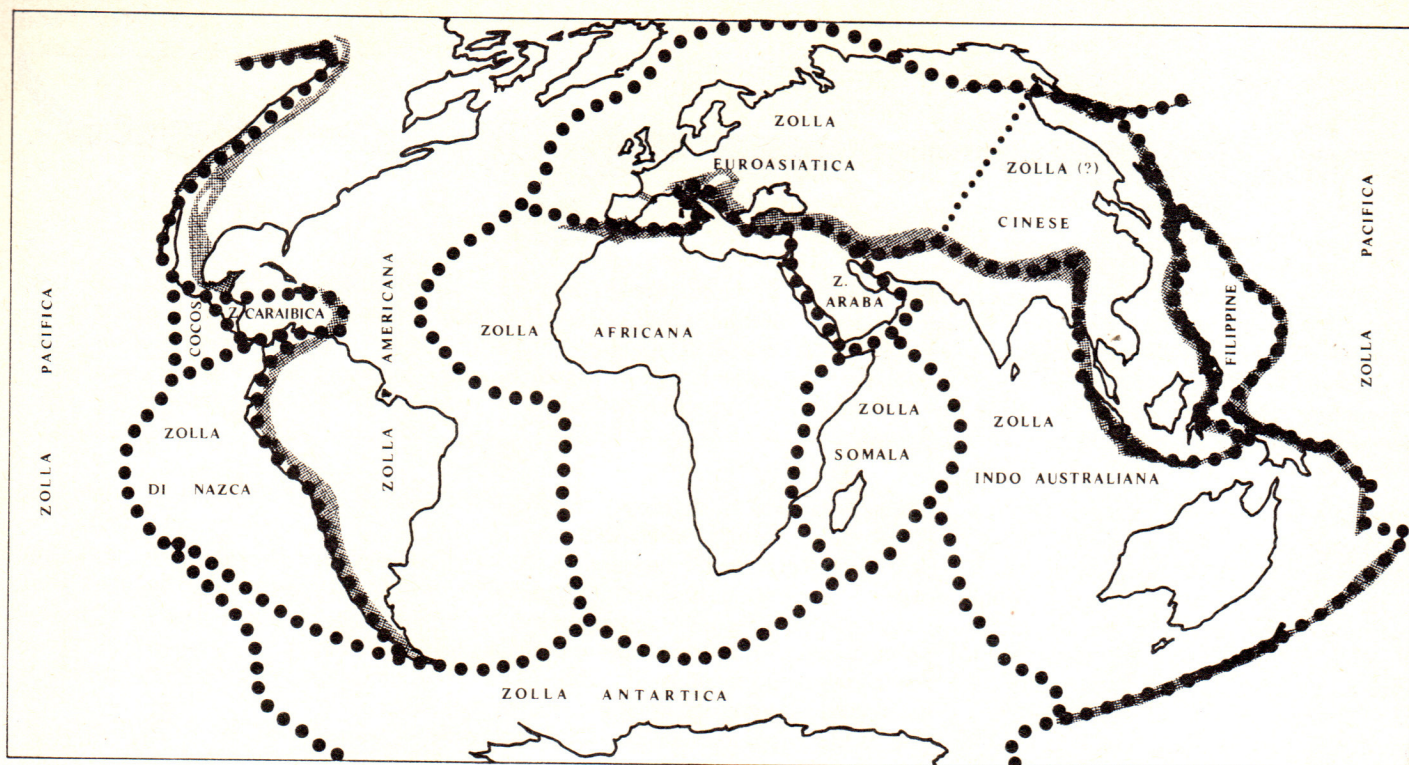 ZOLLA PACIFICA
COCOS
Z. CARAIBICA
ZOLLA AMERICANA
ZOLLA
DI NAZCA
ZOLLA AFRICANA
ZOLLA
EUROASIATICA
Z.
ARABA
ZOLLA
SOMALA
ZOLLA (?)
CINESE
ZOLLA
INDO AUSTRALIANA
FILIPPINE
ZOLLA PACIFICA
ZOLLA ANTARTICA